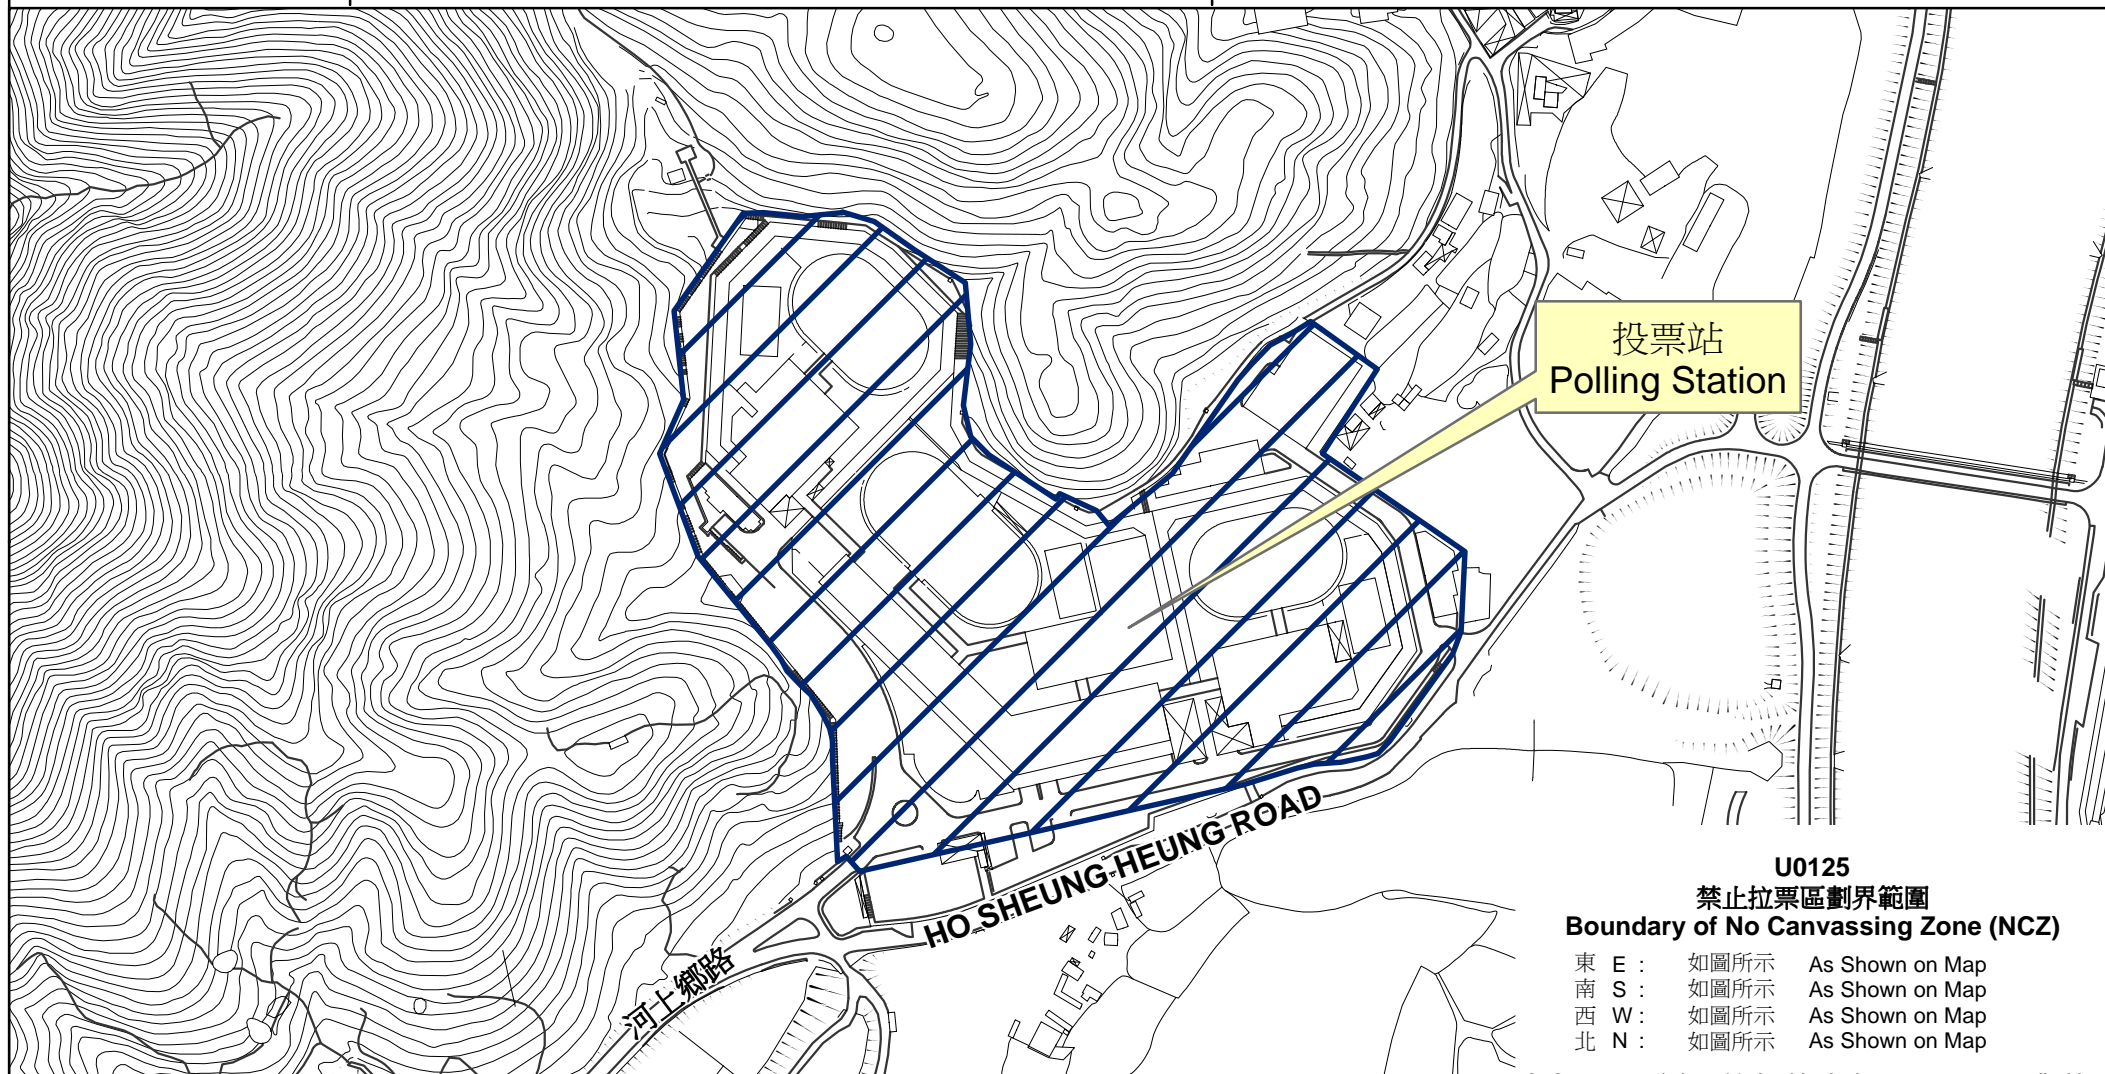 投票站
Polling Station
HO SHEUNG HEUNG ROAD
河上鄉路
U0125
禁止拉票區劃界範圍
Boundary of No Canvassing Zone (NCZ)
東 E : 如圖所示 As Shown on Map
南 S : 如圖所示 As Shown on Map
西 W : 如圖所示 As Shown on Map
北 N : 如圖所示 As Shown on Map